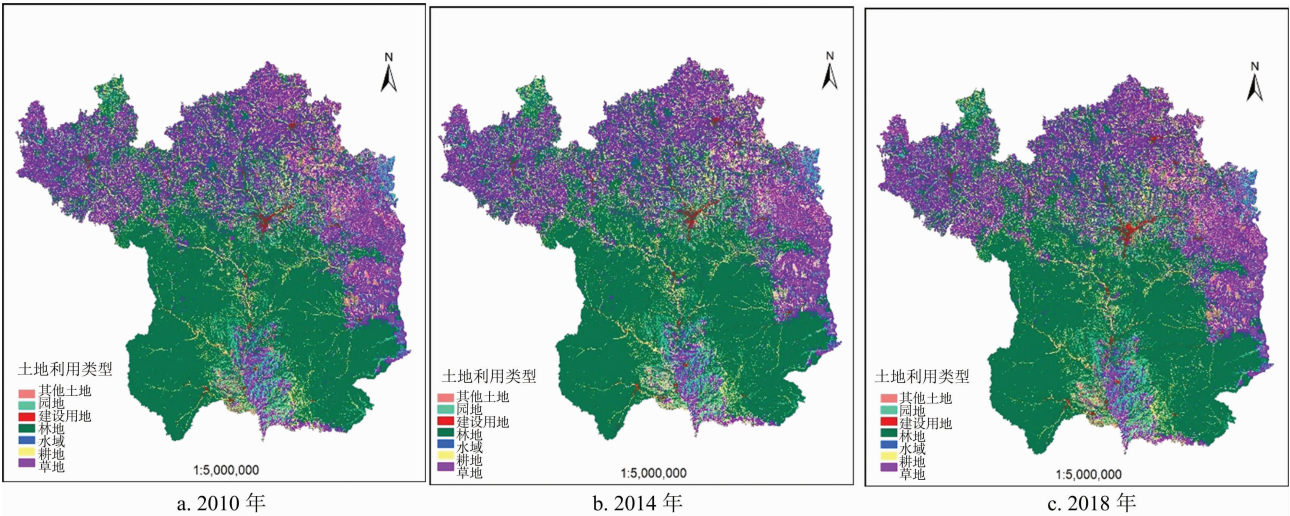 N
土地利用类型
其他土地
园地
建设用地
林地
水域
耕地
草地
1:5,000,000
a. 2010 年
N
土地利用类型
其他土地
园地
建设用地
林地
水域
耕地
草地
1:5,000,000
b. 2014 年
N
土地利用类型
其他土地
园地
建设用地
林地
水域
耕地
草地
1:5,000,000
c. 2018 年